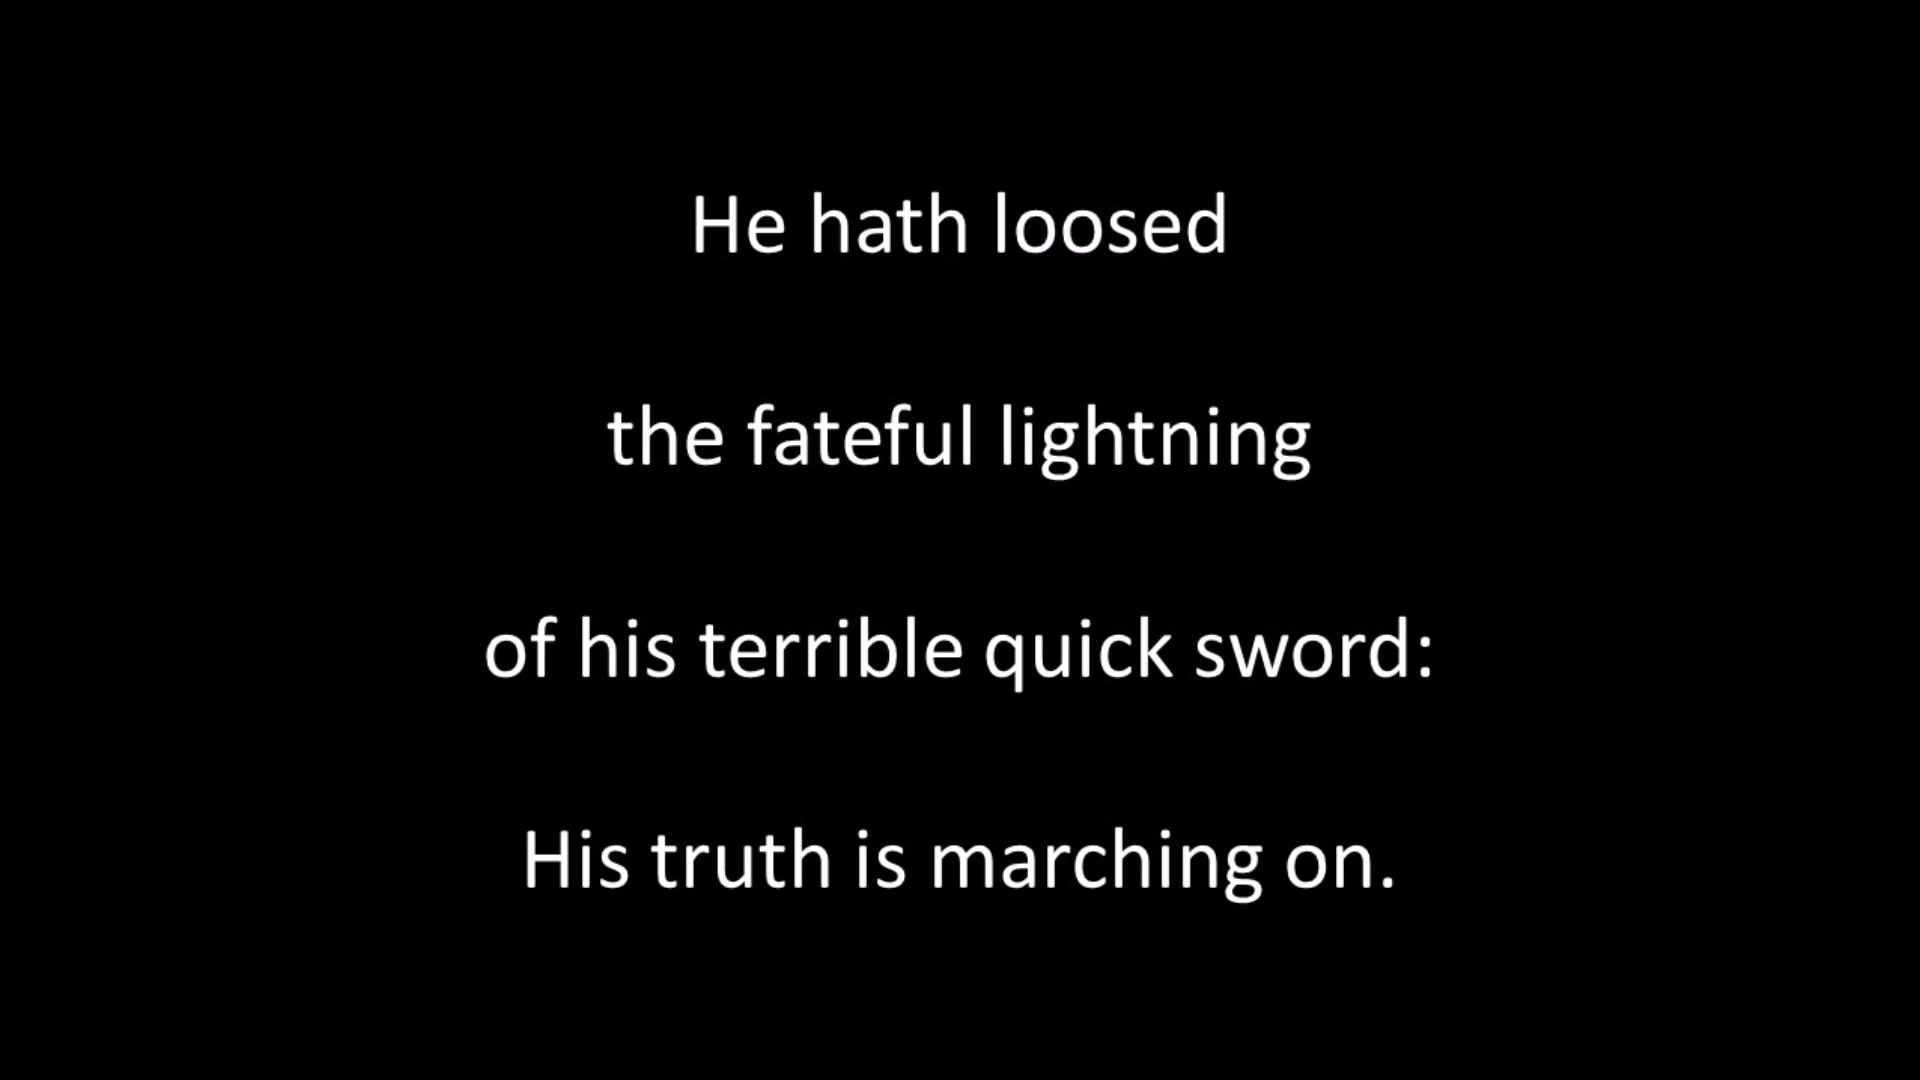 He hath loosed
the fateful lightning
of his terrible quick sword:
His truth is marching on.